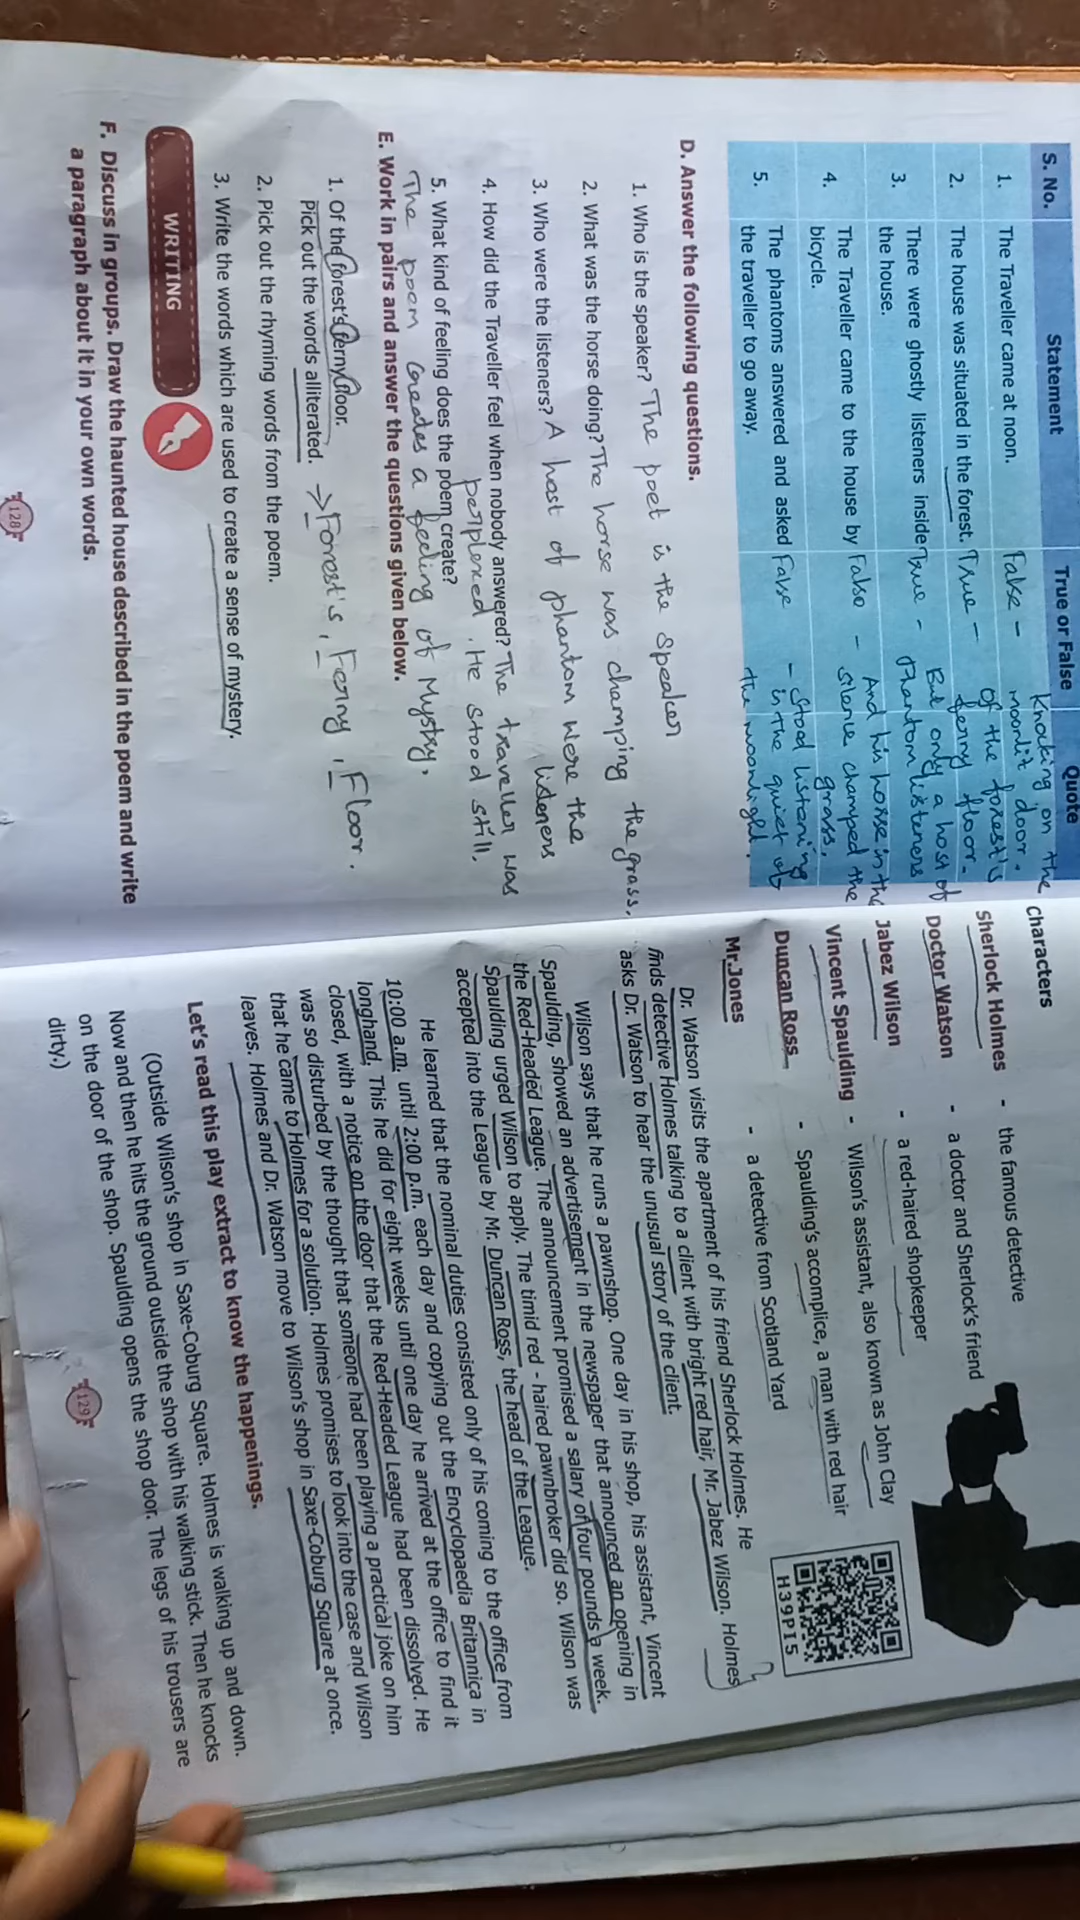 S. No. Statement True or False Quote
1. The Traveller came at noon. False - Knocking on the
moonlit door.
2. The house was situated in the forest. True - of the forest's
ferny floor.
3. There were ghostly listeners inside True - But only a host of
the house. Phantom listeners
4. The Traveller came to the house by False - And his horse in the
bicycle. silence champed the
grass.
5. The phantoms answered and asked False - Stood listening
the traveller to go away. in the quiet of
the moonlight.
D. Answer the following questions.
1. Who is the speaker? The poet is the speaker
2. What was the horse doing? The horse was champing the grass.
3. Who were the listeners? A host of phantom were the
listeners
4. How did the Traveller feel when nobody answered? The traveller was
perplexed. He stood still.
5. What kind of feeling does the poem create?
The poem creates a feeling of Mystry.
E. Work in pairs and answer the questions given below.
1. Of the forest's ferny floor.
Pick out the words alliterated. → Forest's, Ferny, Floor.
2. Pick out the rhyming words from the poem.
3. Write the words which are used to create a sense of mystery.
WRITING
F. Discuss in groups. Draw the haunted house described in the poem and write
a paragraph about it in your own words.
128
Characters
Sherlock Holmes - the famous detective
Doctor Watson - a doctor and Sherlock's friend
Jabez Wilson - a red-haired shopkeeper
Vincent Spaulding - Wilson's assistant, also known as John Clay
Duncan Ross - Spaulding's accomplice, a man with red hair
Mr.Jones - a detective from Scotland Yard
H39PI5
Dr. Watson visits the apartment of his friend Sherlock Holmes. He
finds detective Holmes talking to a client with bright red hair, Mr. Jabez Wilson. Holmes
asks Dr. Watson to hear the unusual story of the client.
Wilson says that he runs a pawnshop. One day in his shop, his assistant, Vincent
Spaulding, showed an advertisement in the newspaper that announced an opening in
the Red-Headed League. The announcement promised a salary of four pounds a week.
Spaulding urged Wilson to apply. The timid red - haired pawnbroker did so. Wilson was
accepted into the League by Mr. Duncan Ross, the head of the League.
He learned that the nominal duties consisted only of his coming to the office from
10:00 a.m. until 2:00 p.m. each day and copying out the Encyclopaedia Britannica in
longhand, This he did for eight weeks until one day he arrived at the office to find it
closed, with a notice on the door that the Red-Headed League had been dissolved. He
was so disturbed by the thought that someone had been playing a practical joke on him
that he came to Holmes for a solution. Holmes promises to look into the case and Wilson
leaves. Holmes and Dr. Watson move to Wilson's shop in Saxe-Coburg Square at once.
Let's read this play extract to know the happenings.
(Outside Wilson's shop in Saxe-Coburg Square. Holmes is walking up and down.
Now and then he hits the ground outside the shop with his walking stick. Then he knocks
on the door of the shop. Spaulding opens the shop door. The legs of his trousers are
dirty.)
129